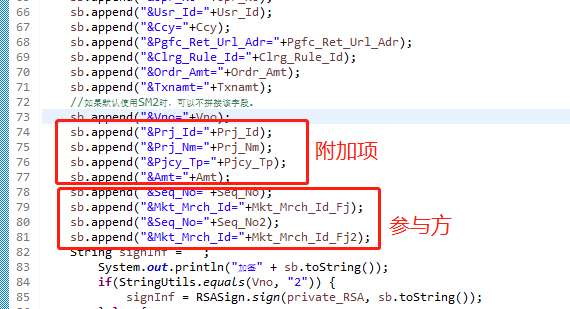 66 sb.append("&Usr_Id="+Usr_Id);
67 sb.append("&Ccy="+Ccy);
68 sb.append("&Pgfc_Ret_Url_Adr="+Pgfc_Ret_Url_Adr);
69 sb.append("&Clrg_Rule_Id="+Clrg_Rule_Id);
70 sb.append("&Ordr_Amt="+Ordr_Amt);
71 sb.append("&Txnamt="+Txnamt);
72 //如果默认使用SM2时，可以不拼接该字段。
73 sb.append("&Vno="+Vno);
74 sb.append("&Prj_Id="+Prj_Id);
75 sb.append("&Prj_Nm="+Prj_Nm);
76 sb.append("&Pjcy_Tp="+Pjcy_Tp);
77 sb.append("&Amt="+Amt);
附加项
78 sb.append("&Seq_No="+Seq_No);
79 sb.append("&Mkt_Mrch_Id="+Mkt_Mrch_Id_Fj);
80 sb.append("&Seq_No="+Seq_No2);
81 sb.append("&Mkt_Mrch_Id="+Mkt_Mrch_Id_Fj2);
参与方
82 String signInf = "";
83 System.out.println("加签" + sb.toString());
84 if(StringUtils.equals(Vno, "2")) {
85 signInf = RSASign.sign(private_RSA, sb.toString());